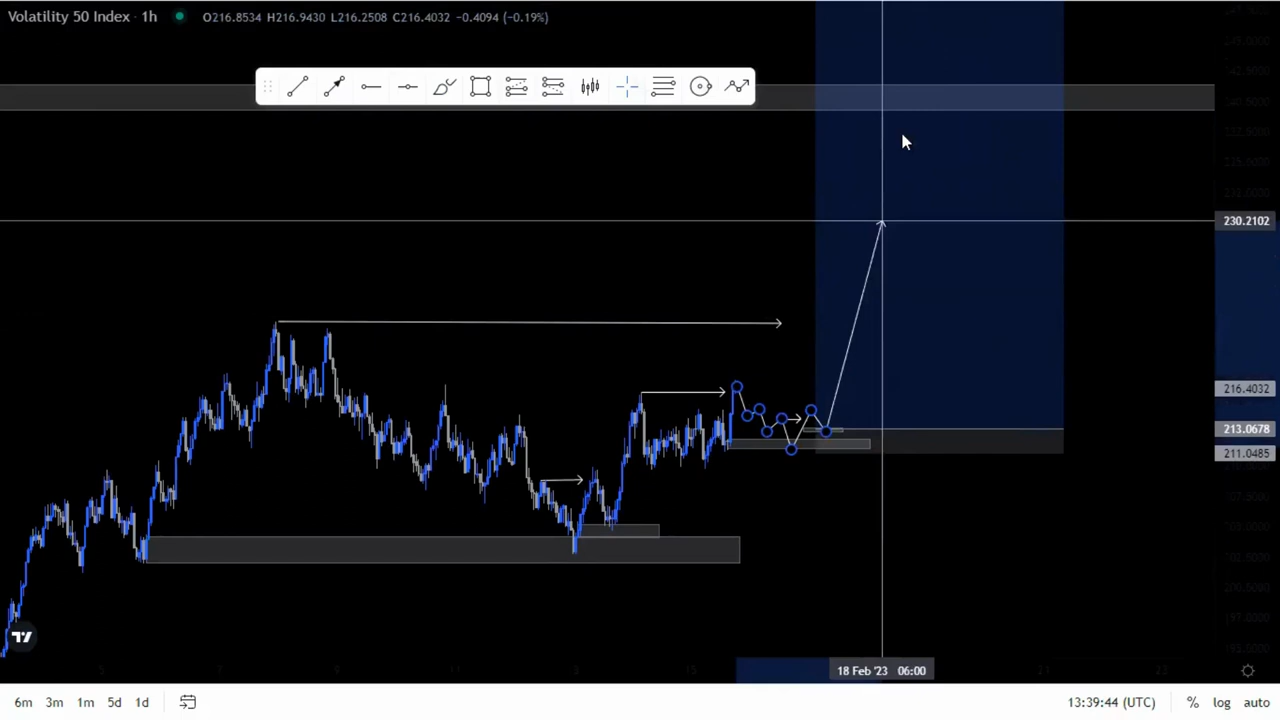 Volatility 50 Index · 1h O216.8534 H216.9430 L216.2508 C216.4032 −0.4094 (−0.19%)
230.2102
216.4032
213.0678
211.0485
18 Feb '23 06:00
6m 3m 1m 5d 1d 13:39:44 (UTC) % log auto